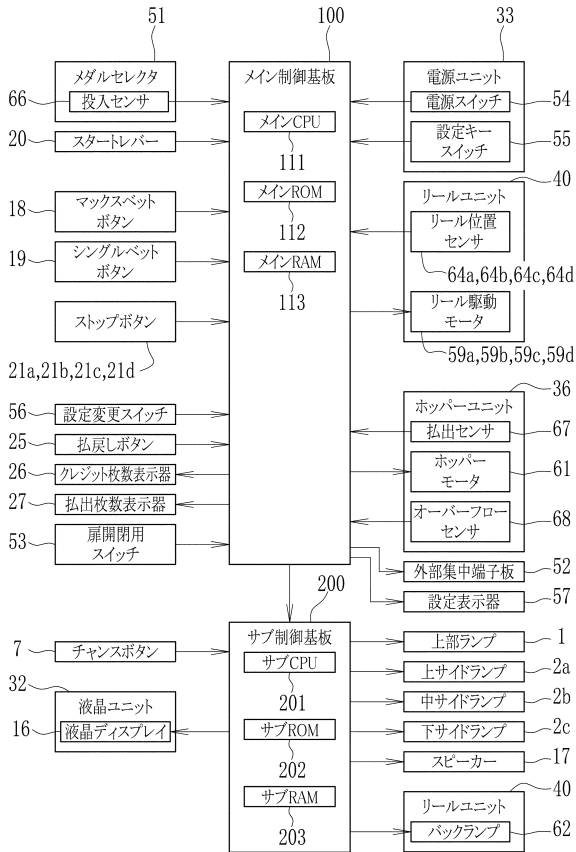 51
メダルセレクタ
66
投入センサ
20
スタートレバー
18
マックスベット
ボタン
19
シングルベット
ボタン
ストップボタン
21a,21b,21c,21d
56
設定変更スイッチ
25
払戻しボタン
26
クレジット枚数表示器
27
払出枚数表示器
53
扉開閉用
スイッチ
100
メイン制御基板
メインCPU
111
メインROM
112
メインRAM
113
33
電源ユニット
電源スイッチ
54
設定キー
スイッチ
55
40
リールユニット
リール位置
センサ
64a,64b,64c,64d
リール駆動
モータ
59a,59b,59c,59d
36
ホッパーユニット
払出センサ
67
ホッパー
モータ
61
オーバーフロー
センサ
68
外部集中端子板
52
設定表示器
57
200
サブ制御基板
サブCPU
201
サブROM
202
サブRAM
203
7
チャンスボタン
32
液晶ユニット
16
液晶ディスプレイ
上部ランプ
1
上サイドランプ
2a
中サイドランプ
2b
下サイドランプ
2c
スピーカー
17
40
リールユニット
バックランプ
62